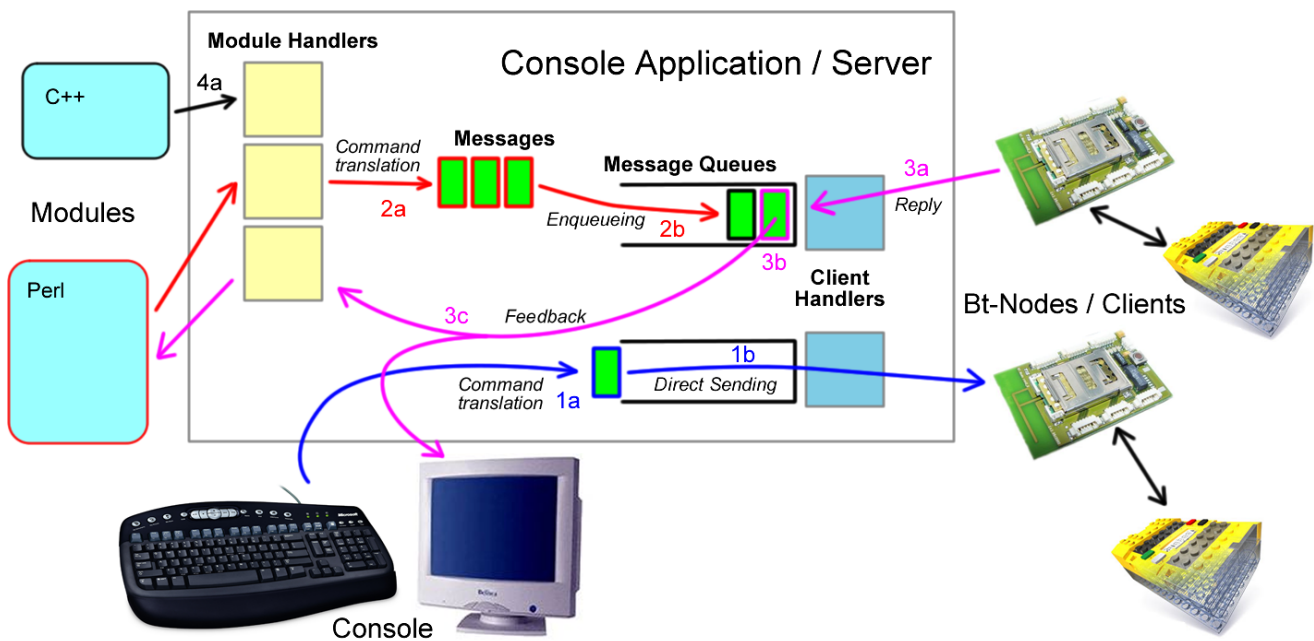 Module Handlers
Console Application / Server
C++
4a
Command
translation
2a
Messages
Enqueueing
Message Queues
2b
3a
Reply
3b
Client
Handlers
Modules
Perl
3c
Feedback
Bt-Nodes / Clients
1b
Command
translation
1a
Direct Sending
Console